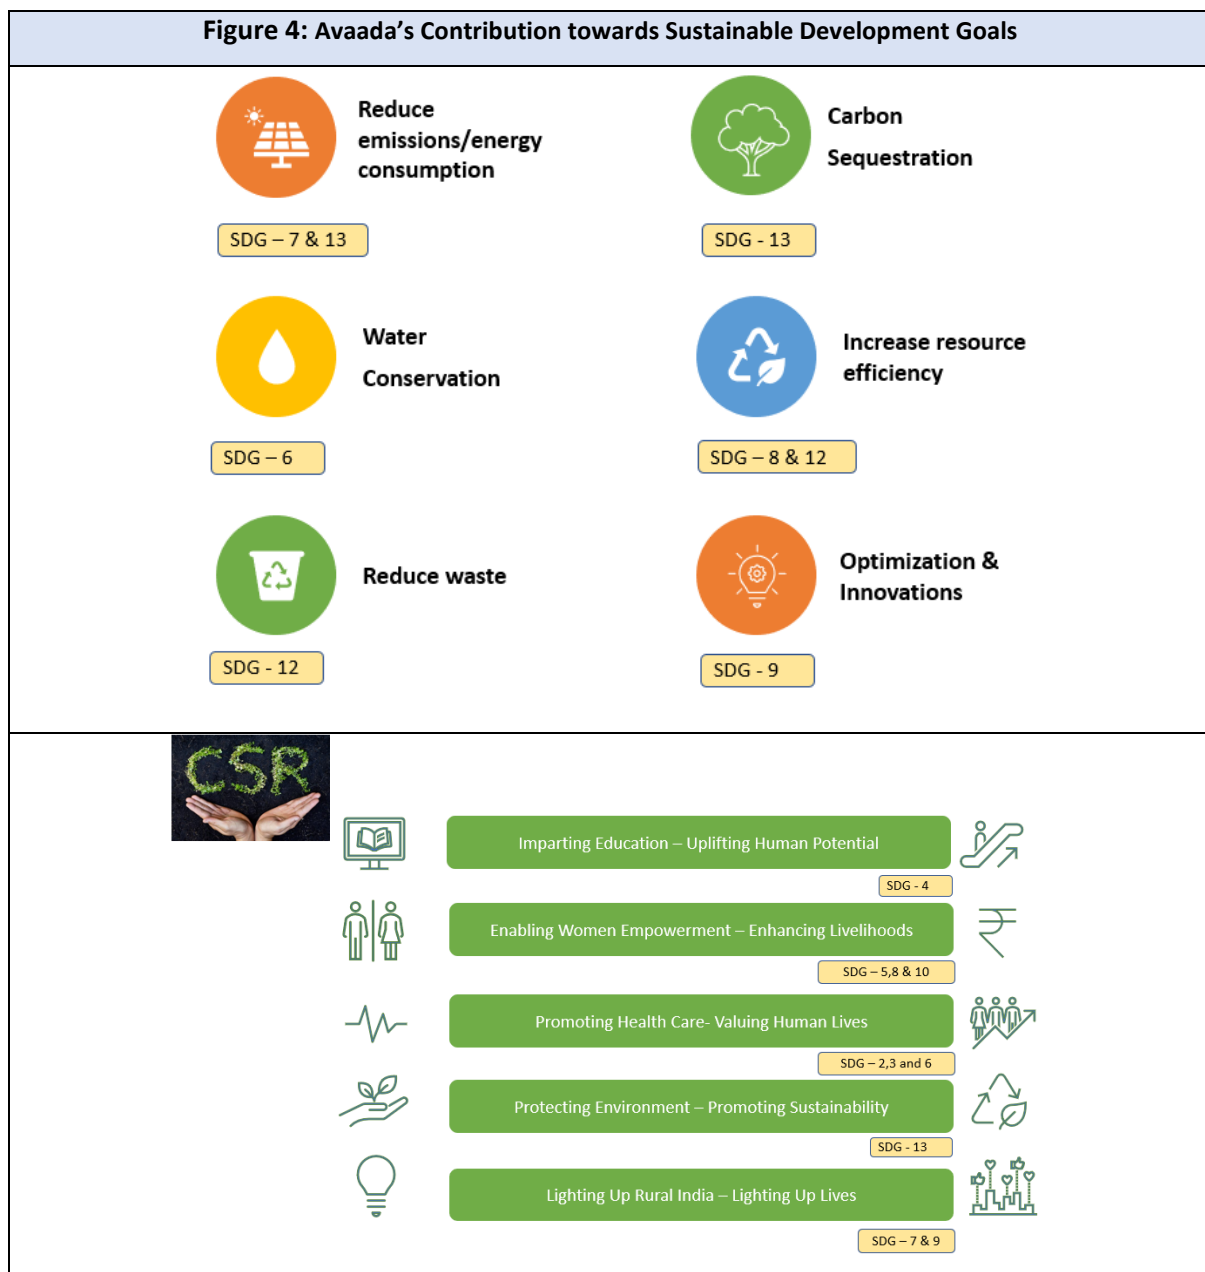 Figure 4: Avaada’s Contribution towards Sustainable Development Goals
Reduce
emissions/energy
consumption
SDG – 7 & 13
Carbon
Sequestration
SDG - 13
Water
Conservation
SDG – 6
Increase resource
efficiency
SDG – 8 & 12
Reduce waste
SDG - 12
Optimization &
Innovations
SDG - 9
CSR
Imparting Education – Uplifting Human Potential
SDG - 4
Enabling Women Empowerment – Enhancing Livelihoods
SDG – 5,8 & 10
Promoting Health Care- Valuing Human Lives
SDG – 2,3 and 6
Protecting Environment – Promoting Sustainability
SDG - 13
Lighting Up Rural India – Lighting Up Lives
SDG – 7 & 9